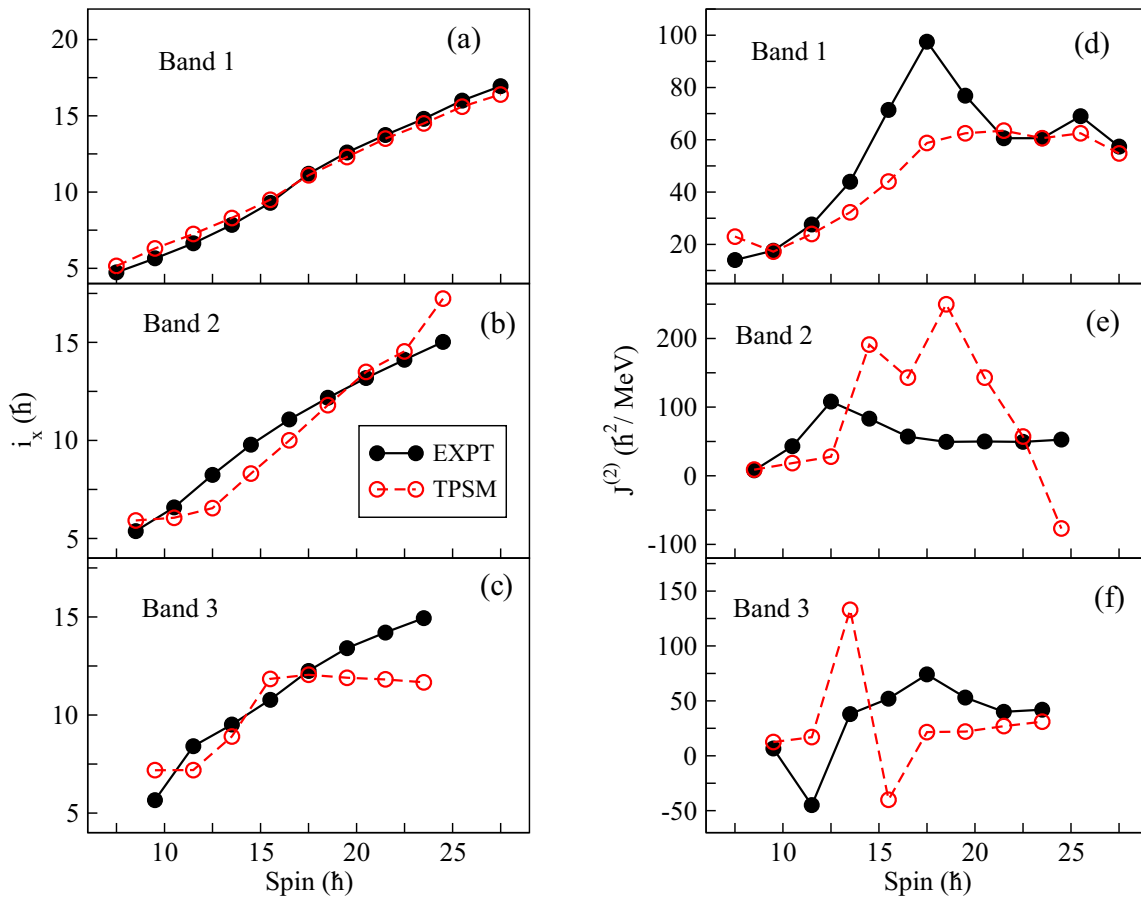 (a)
Band 1
20
15
10
5
(b)
Band 2
15
10
5
i_x (ħ)
EXPT
TPSM
(c)
Band 3
15
10
5
10 15 20 25
Spin (ħ)
(d)
Band 1
100
80
60
40
20
(e)
Band 2
200
100
0
-100
J^(2) (ħ^2/ MeV)
(f)
Band 3
150
100
50
0
-50
10 15 20 25
Spin (ħ)